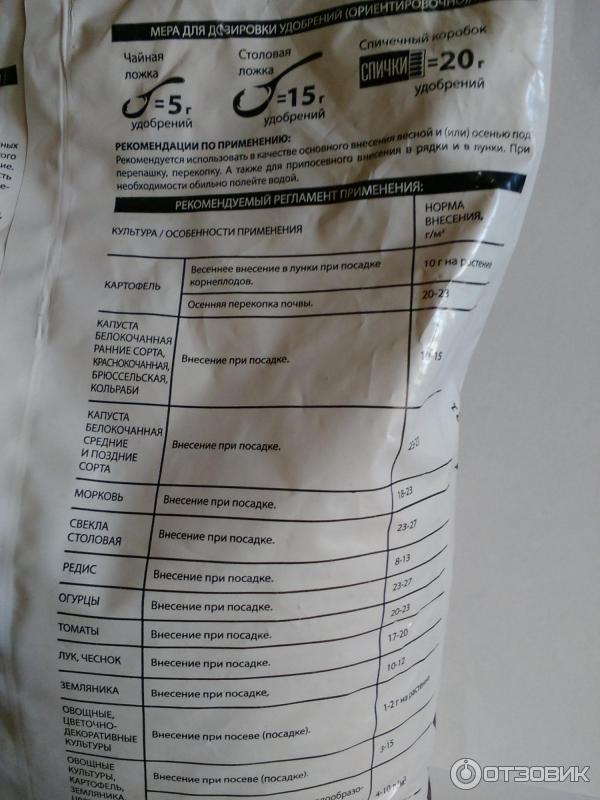 МЕРА ДЛЯ ДОЗИРОВКИ УДОБРЕНИЙ (ОРИЕНТИРОВОЧНО)
Чайная ложка =5 г удобрений
Столовая ложка =15 г удобрений
Спичечный коробок СПИЧКИ =20 г удобрений
РЕКОМЕНДАЦИИ ПО ПРИМЕНЕНИЮ:
Рекомендуется использовать в качестве основного внесения весной и (или) осенью под
перепашку, перекопку. А также для припосевного внесения в рядки и в лунки. При
необходимости обильно полейте водой.
РЕКОМЕНДУЕМЫЙ РЕГЛАМЕНТ ПРИМЕНЕНИЯ:
КУЛЬТУРА / ОСОБЕННОСТИ ПРИМЕНЕНИЯ
НОРМА
ВНЕСЕНИЯ,
г/м²
КАРТОФЕЛЬ
Весеннее внесение в лунки при посадке
корнеплодов.
10 г на растение
Осенняя перекопка почвы.
20-23
КАПУСТА
БЕЛОКОЧАННАЯ
РАННИЕ СОРТА,
КРАСНОКОЧАННАЯ,
БРЮССЕЛЬСКАЯ,
КОЛЬРАБИ
Внесение при посадке.
КАПУСТА
БЕЛОКОЧАННАЯ
СРЕДНИЕ
И ПОЗДНИЕ
СОРТА
Внесение при посадке.
МОРКОВЬ
Внесение при посадке.
18-23
СВЕКЛА
СТОЛОВАЯ
Внесение при посадке.
23-27
РЕДИС
Внесение при посадке.
8-13
ОГУРЦЫ
Внесение при посадке.
23-27
ТОМАТЫ
Внесение при посадке.
20-23
ЛУК, ЧЕСНОК
Внесение при посадке.
17-20
ЗЕМЛЯНИКА
Внесение при посадке.
10-12
ОВОЩНЫЕ,
ЦВЕТОЧНО-
ДЕКОРАТИВНЫЕ
КУЛЬТУРЫ
Внесение при посеве (посадке).
1-2 г на растение
ОВОЩНЫЕ
КУЛЬТУРЫ,
КАРТОФЕЛЬ,
ЗЕМЛЯНИКА
Внесение при посеве (посадке).
3-15
ОТЗОВИК